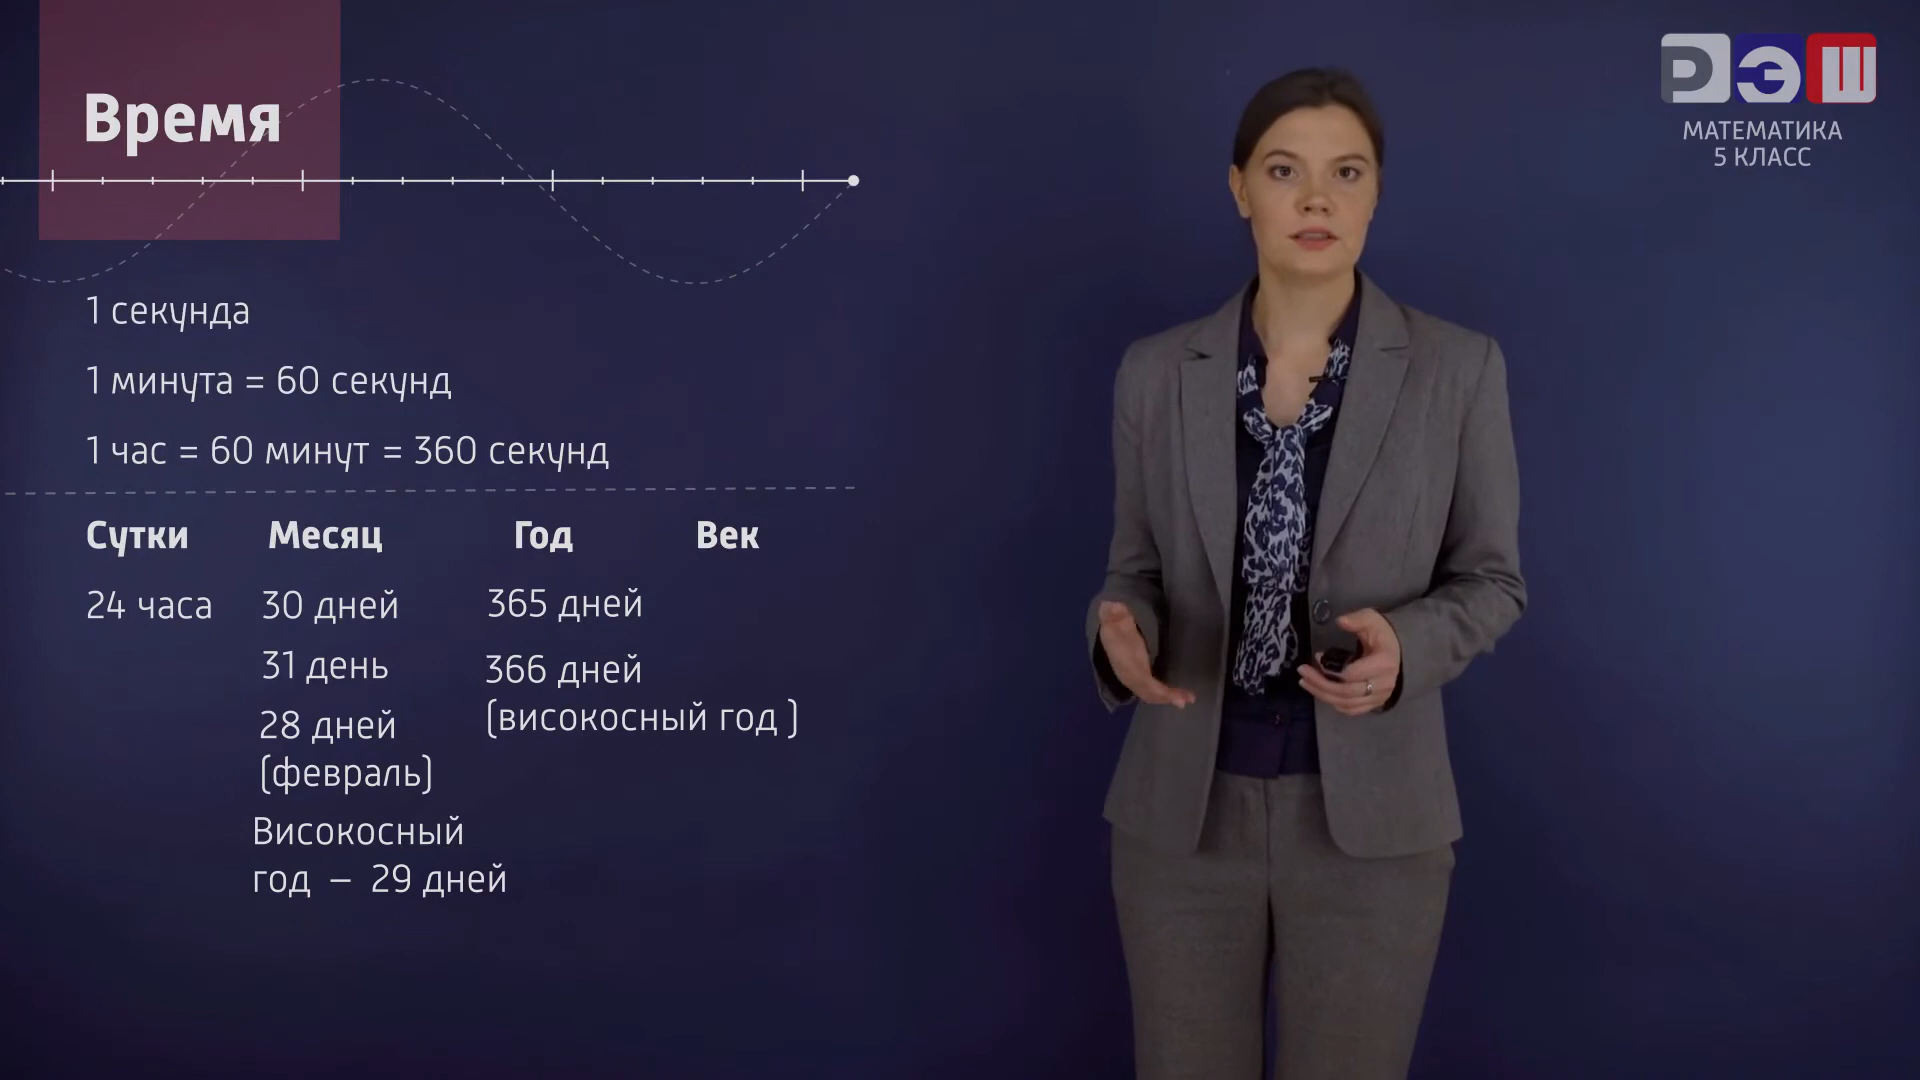 Время
1 секунда
1 минута = 60 секунд
1 час = 60 минут = 360 секунд
Сутки Месяц Год Век
24 часа 30 дней 365 дней
31 день 366 дней
28 дней (високосный год )
(февраль)
Високосный
год – 29 дней
РЭШ
МАТЕМАТИКА
5 КЛАСС